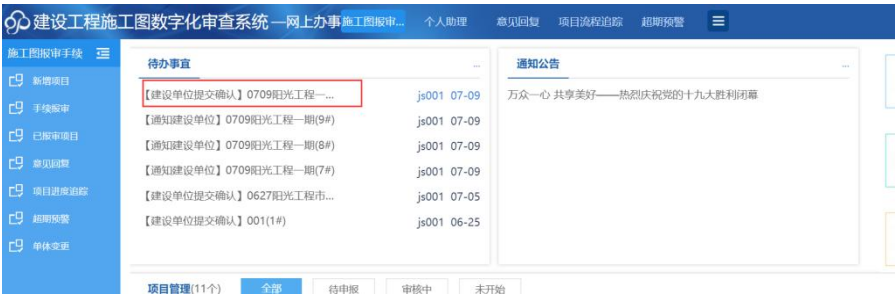 建设工程施工图数字化审查系统—网上办事 施工图报审... 个人助理 意见回复 项目流程追踪 超期预警
施工图报审手续
新增项目
手续报审
已报审项目
意见回复
项目进度追踪
超期预警
单体变更
待办事宜 ...
【建设单位提交确认】0709阳光工程一... js001 07-09
【通知建设单位】0709阳光工程一期(9#) js001 07-09
【通知建设单位】0709阳光工程一期(8#) js001 07-09
【通知建设单位】0709阳光工程一期(7#) js001 07-09
【建设单位提交确认】0627阳光工程市... js001 07-05
【建设单位提交确认】001(1#) js001 06-25
通知公告 ...
万众一心 共享美好——热烈庆祝党的十九大胜利闭幕
项目管理(11个) 全部 待申报 审核中 未开始